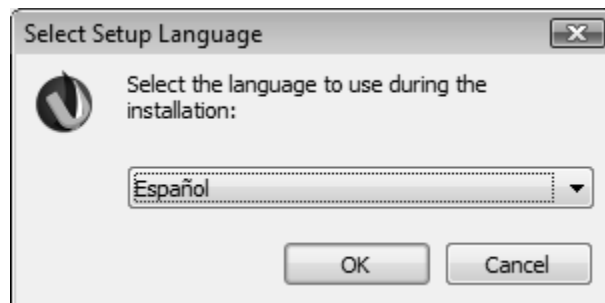 Select Setup Language
Select the language to use during the
installation:
Español
OK
Cancel